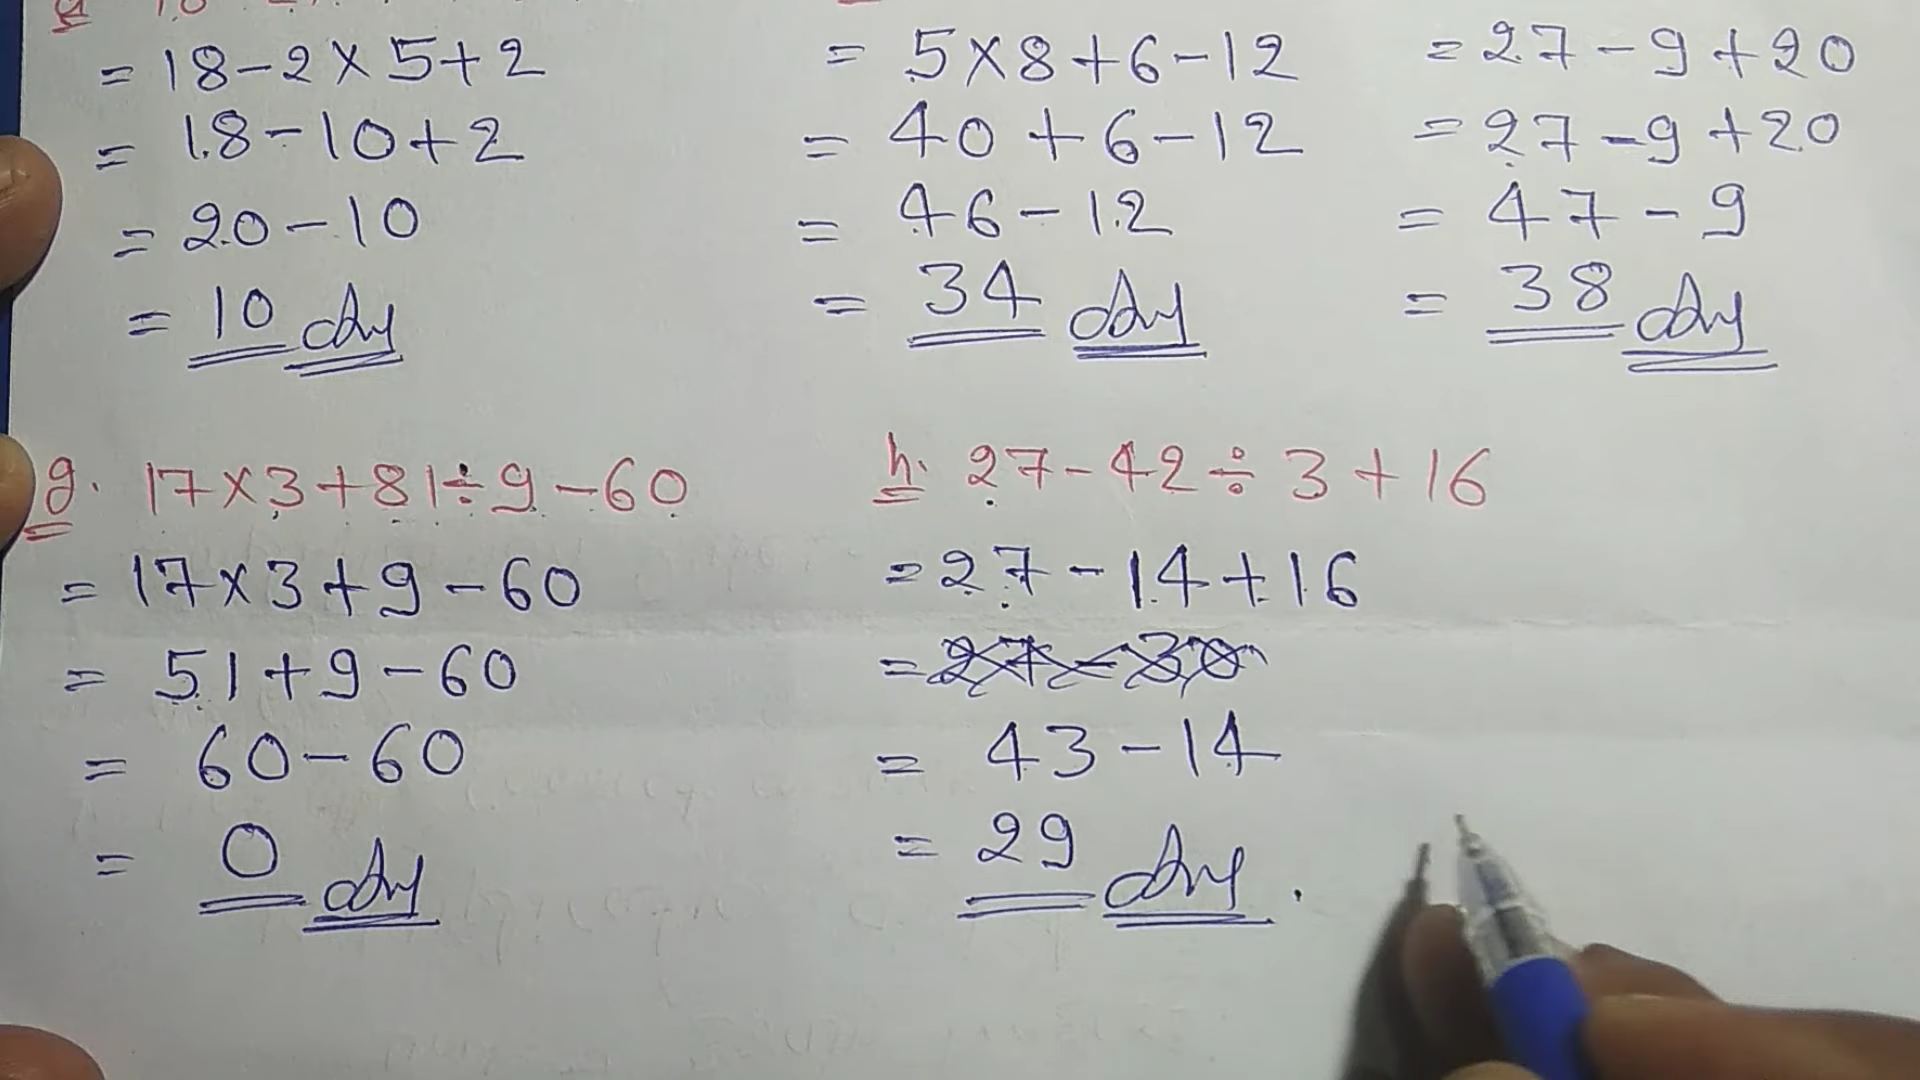 = 18 - 2 × 5 + 2
= 18 - 10 + 2
= 20 - 10
= 10 Ans
= 5 × 8 + 6 - 12
= 40 + 6 - 12
= 46 - 12
= 34 Ans
= 27 - 9 + 20
= 27 - 9 + 20
= 47 - 9
= 38 Ans
g. 17 × 3 + 81 ÷ 9 - 60
= 17 × 3 + 9 - 60
= 51 + 9 - 60
= 60 - 60
= 0 Ans
h. 27 - 42 ÷ 3 + 16
= 27 - 14 + 16
= 27 - 30
= 43 - 14
= 29 Ans.